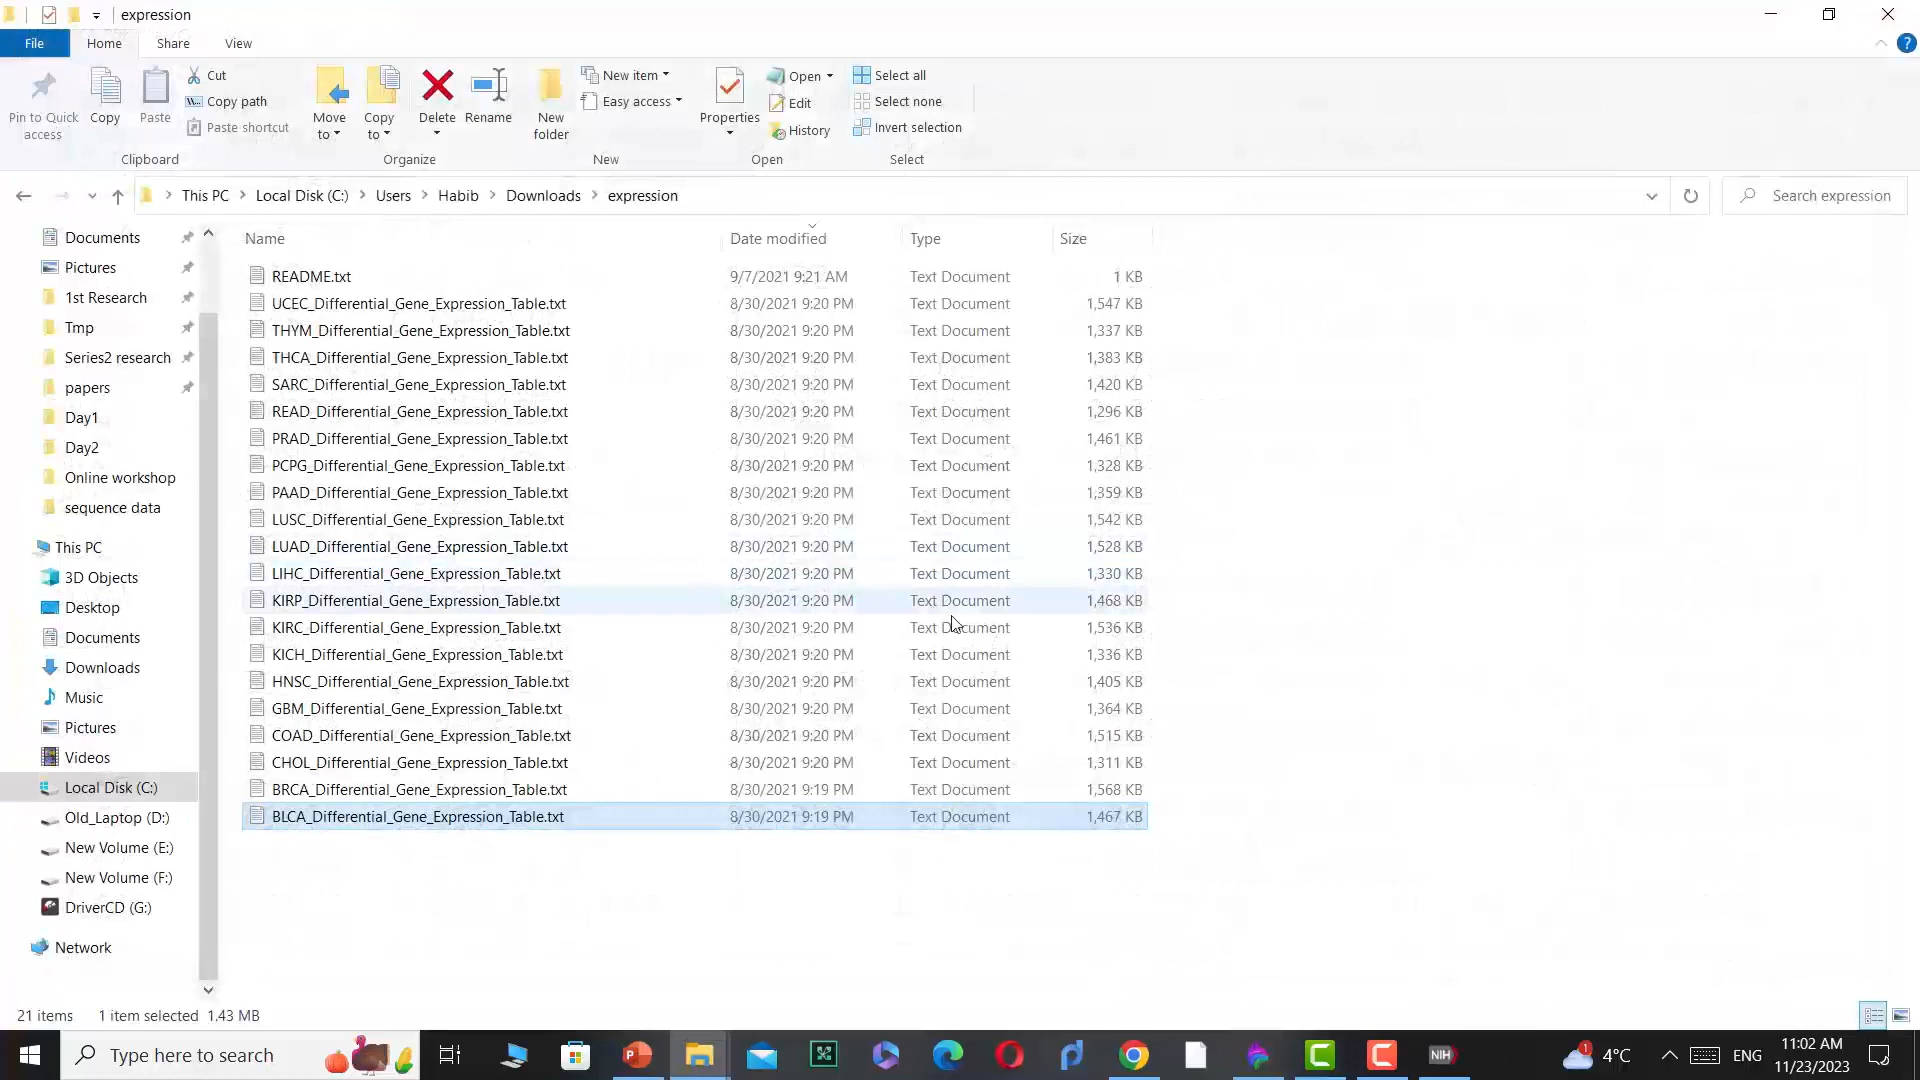 expression
File Home Share View
Pin to Quick access
Copy
Paste
Cut
Copy path
Paste shortcut
Move to
Copy to
Delete
Rename
New folder
New item
Easy access
Properties
Open
Edit
History
Select all
Select none
Invert selection
Clipboard Organize New Open Select
This PC Local Disk (C:) Users Habib Downloads expression
Search expression
Documents
Pictures
1st Research
Tmp
Series2 research
papers
Day1
Day2
Online workshop
sequence data
This PC
3D Objects
Desktop
Documents
Downloads
Music
Pictures
Videos
Local Disk (C:)
Old_Laptop (D:)
New Volume (E:)
New Volume (F:)
DriverCD (G:)
Network
Name Date modified Type Size
README.txt 9/7/2021 9:21 AM Text Document 1 KB
UCEC_Differential_Gene_Expression_Table.txt 8/30/2021 9:20 PM Text Document 1,547 KB
THYM_Differential_Gene_Expression_Table.txt 8/30/2021 9:20 PM Text Document 1,337 KB
THCA_Differential_Gene_Expression_Table.txt 8/30/2021 9:20 PM Text Document 1,383 KB
SARC_Differential_Gene_Expression_Table.txt 8/30/2021 9:20 PM Text Document 1,420 KB
READ_Differential_Gene_Expression_Table.txt 8/30/2021 9:20 PM Text Document 1,296 KB
PRAD_Differential_Gene_Expression_Table.txt 8/30/2021 9:20 PM Text Document 1,461 KB
PCPG_Differential_Gene_Expression_Table.txt 8/30/2021 9:20 PM Text Document 1,328 KB
PAAD_Differential_Gene_Expression_Table.txt 8/30/2021 9:20 PM Text Document 1,359 KB
LUSC_Differential_Gene_Expression_Table.txt 8/30/2021 9:20 PM Text Document 1,542 KB
LUAD_Differential_Gene_Expression_Table.txt 8/30/2021 9:20 PM Text Document 1,528 KB
LIHC_Differential_Gene_Expression_Table.txt 8/30/2021 9:20 PM Text Document 1,330 KB
KIRP_Differential_Gene_Expression_Table.txt 8/30/2021 9:20 PM Text Document 1,468 KB
KIRC_Differential_Gene_Expression_Table.txt 8/30/2021 9:20 PM Text Document 1,536 KB
KICH_Differential_Gene_Expression_Table.txt 8/30/2021 9:20 PM Text Document 1,336 KB
HNSC_Differential_Gene_Expression_Table.txt 8/30/2021 9:20 PM Text Document 1,405 KB
GBM_Differential_Gene_Expression_Table.txt 8/30/2021 9:20 PM Text Document 1,364 KB
COAD_Differential_Gene_Expression_Table.txt 8/30/2021 9:20 PM Text Document 1,515 KB
CHOL_Differential_Gene_Expression_Table.txt 8/30/2021 9:20 PM Text Document 1,311 KB
BRCA_Differential_Gene_Expression_Table.txt 8/30/2021 9:19 PM Text Document 1,568 KB
BLCA_Differential_Gene_Expression_Table.txt 8/30/2021 9:19 PM Text Document 1,467 KB
21 items 1 item selected 1.43 MB
Type here to search
NIH
1
4°C
ENG
11:02 AM
11/23/2023